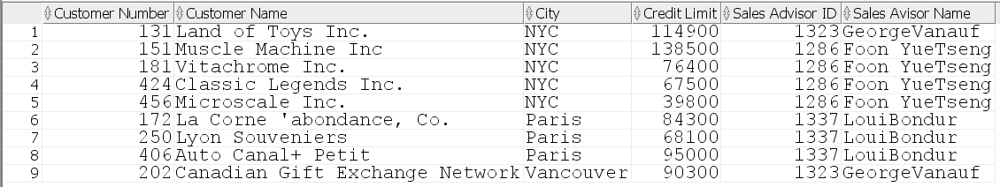 Customer Number Customer Name City Credit Limit Sales Advisor ID Sales Avisor Name
1 131 Land of Toys Inc. NYC 114900 1323 GeorgeVanauf
2 151 Muscle Machine Inc NYC 138500 1286 Foon YueTseng
3 181 Vitachrome Inc. NYC 76400 1286 Foon YueTseng
4 424 Classic Legends Inc. NYC 67500 1286 Foon YueTseng
5 456 Microscale Inc. NYC 39800 1286 Foon YueTseng
6 172 La Corne 'abondance, Co. Paris 84300 1337 LouiBondur
7 250 Lyon Souveniers Paris 68100 1337 LouiBondur
8 406 Auto Canal+ Petit Paris 95000 1337 LouiBondur
9 202 Canadian Gift Exchange Network Vancouver 90300 1323 GeorgeVanauf